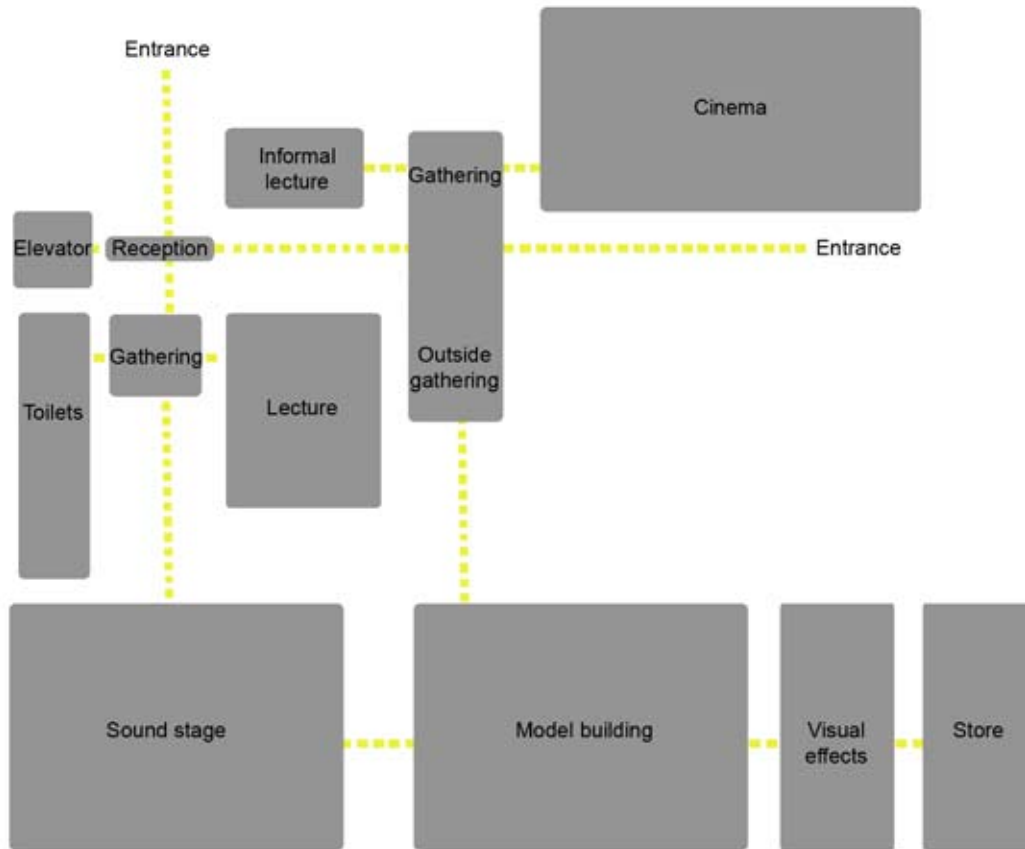 Entrance
Cinema
Informal
lecture
Gathering
Elevator
Reception
Entrance
Gathering
Outside
gathering
Toilets
Lecture
Sound stage
Model building
Visual
effects
Store